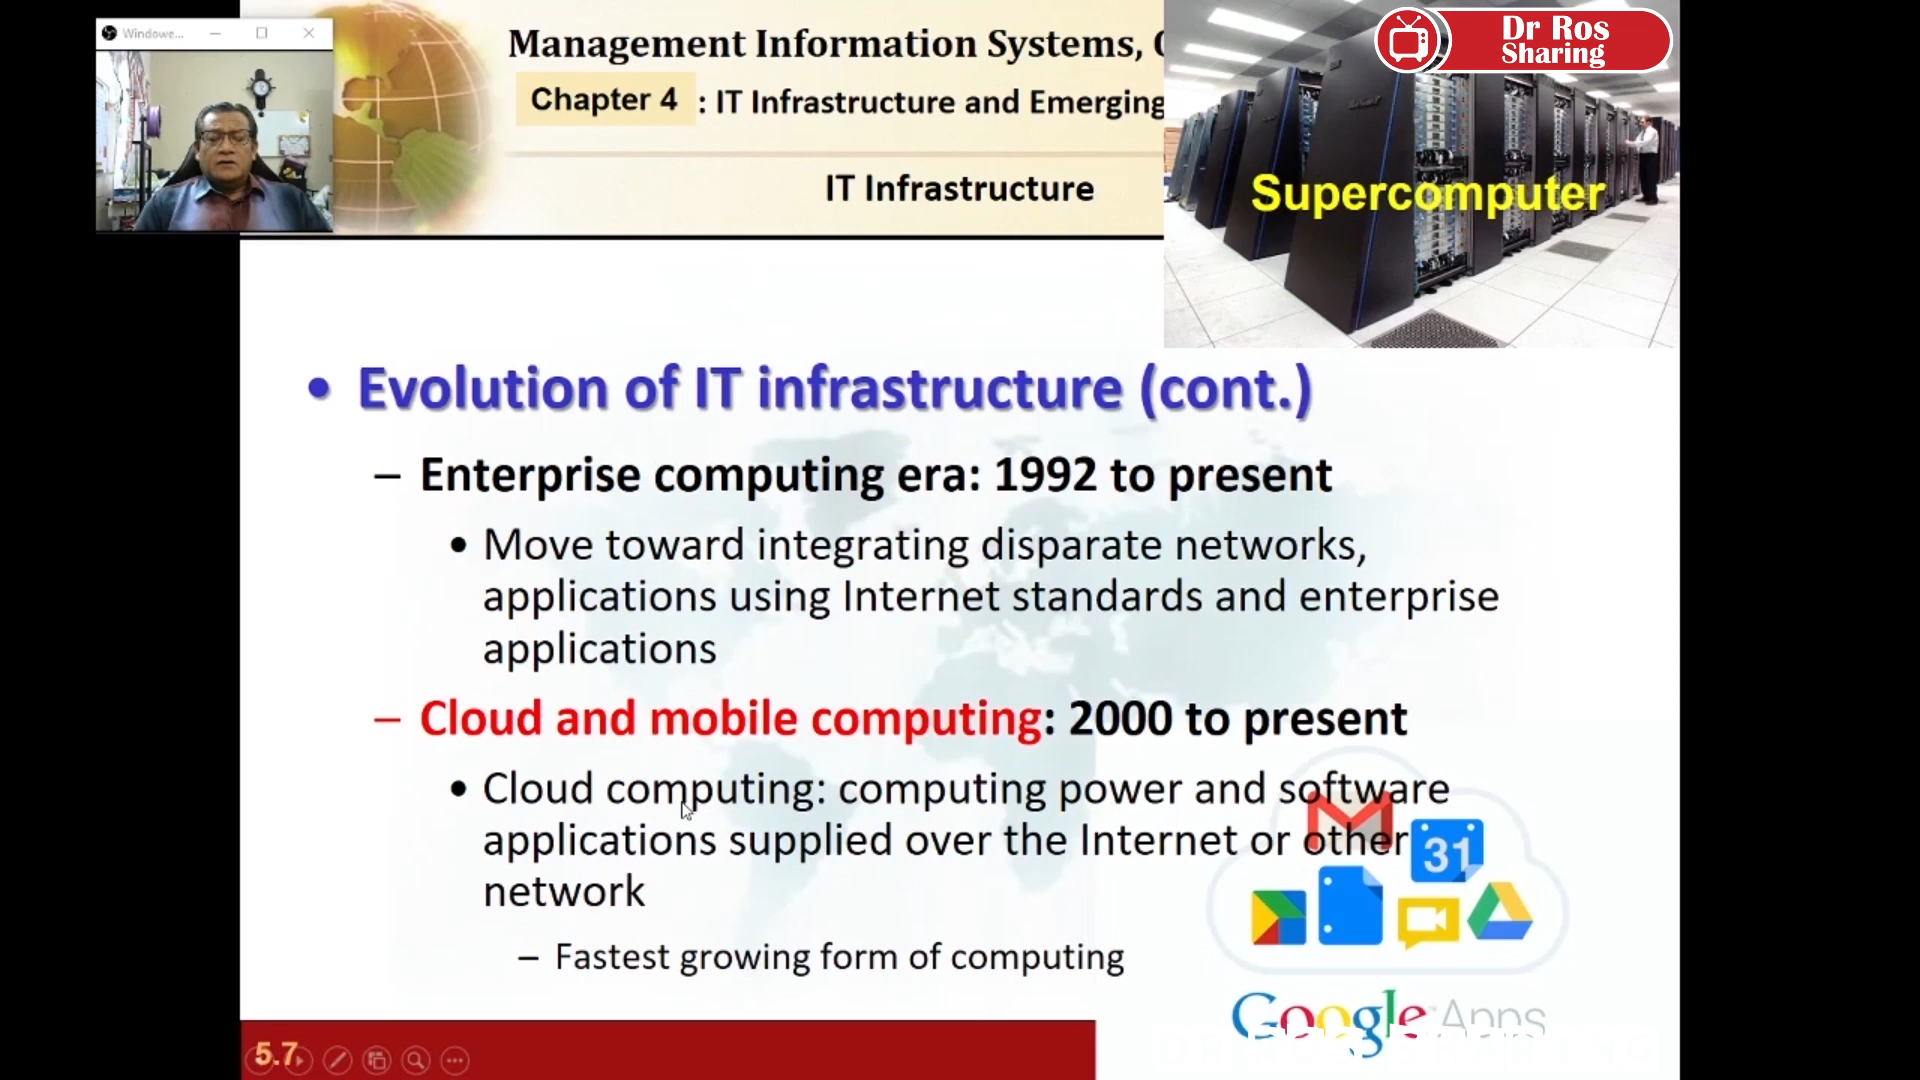 Windowe...
Management Information Systems,
Chapter 4 : IT Infrastructure and Emerging
IT Infrastructure
Dr Ros
Sharing
Supercomputer
• Evolution of IT infrastructure (cont.)
– Enterprise computing era: 1992 to present
• Move toward integrating disparate networks,
applications using Internet standards and enterprise
applications
– Cloud and mobile computing: 2000 to present
• Cloud computing: computing power and software
applications supplied over the Internet or other
network
– Fastest growing form of computing
31
Google Apps
5.7